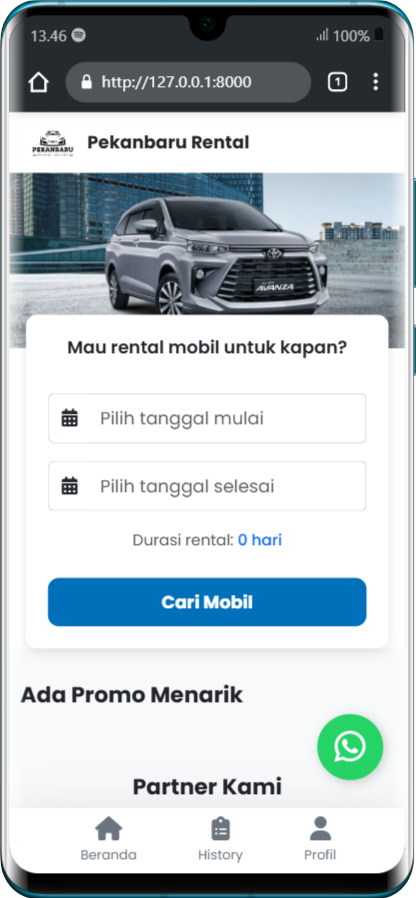 13.46
100%
http://127.0.0.1:8000
1
PEKANBARU
Pekanbaru Rental
AVANZA
Mau rental mobil untuk kapan?
Pilih tanggal mulai
Pilih tanggal selesai
Durasi rental: 0 hari
Cari Mobil
Ada Promo Menarik
Partner Kami
Beranda
History
Profil